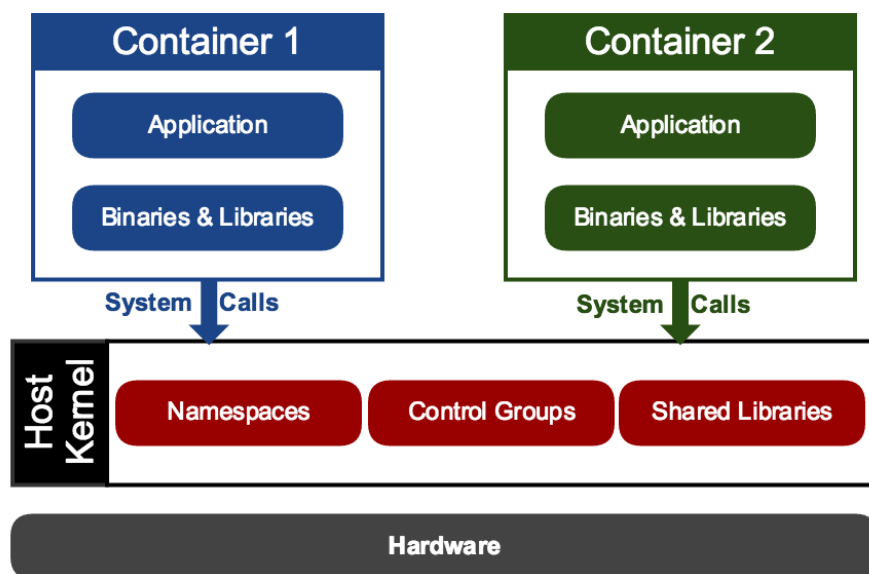 Container 1
Container 2
Application
Application
Binaries & Libraries
Binaries & Libraries
System Calls
System Calls
Host
Kernel
Namespaces
Control Groups
Shared Libraries
Hardware